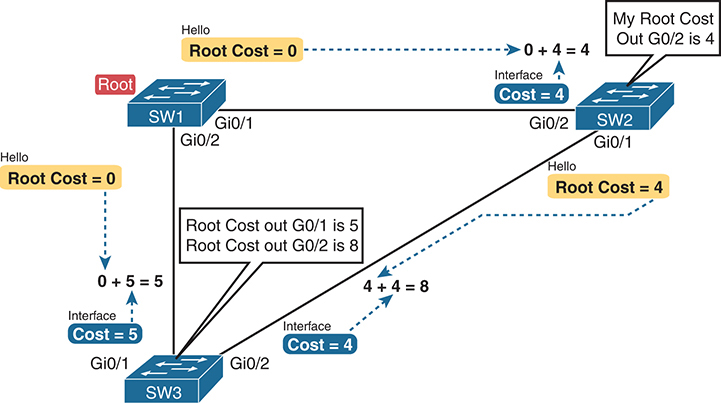 Hello
Root Cost = 0
0 + 4 = 4
My Root Cost
Out G0/2 is 4
Interface
Cost = 4
Root
SW1
Gi0/1
Gi0/2
Gi0/2
SW2
Gi0/1
Hello
Root Cost = 0
Hello
Root Cost = 4
Root Cost out G0/1 is 5
Root Cost out G0/2 is 8
0 + 5 = 5
4 + 4 = 8
Interface
Cost = 5
Interface
Cost = 4
Gi0/1
Gi0/2
SW3